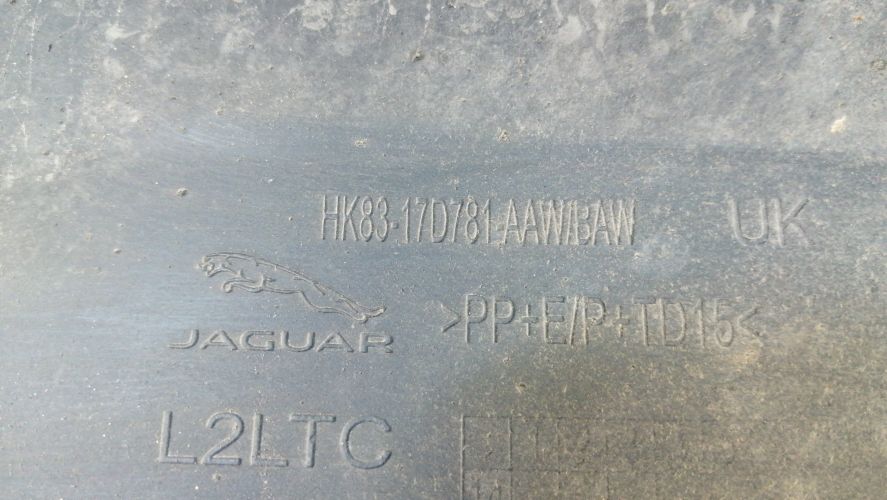 HK83-17D781-AAW/BAW UK
JAGUAR >PP+E/P+TD15<
L2LTC